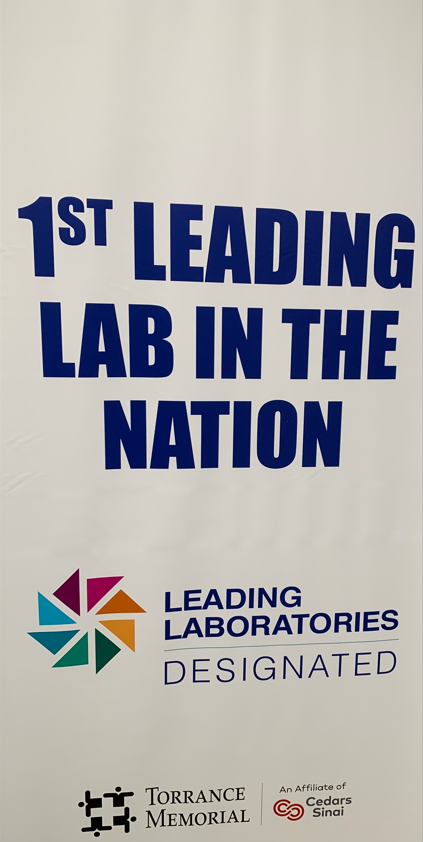 1ST LEADING
LAB IN THE
NATION
LEADING
LABORATORIES
DESIGNATED
TORRANCE
MEMORIAL
An Affiliate of
Cedars
Sinai